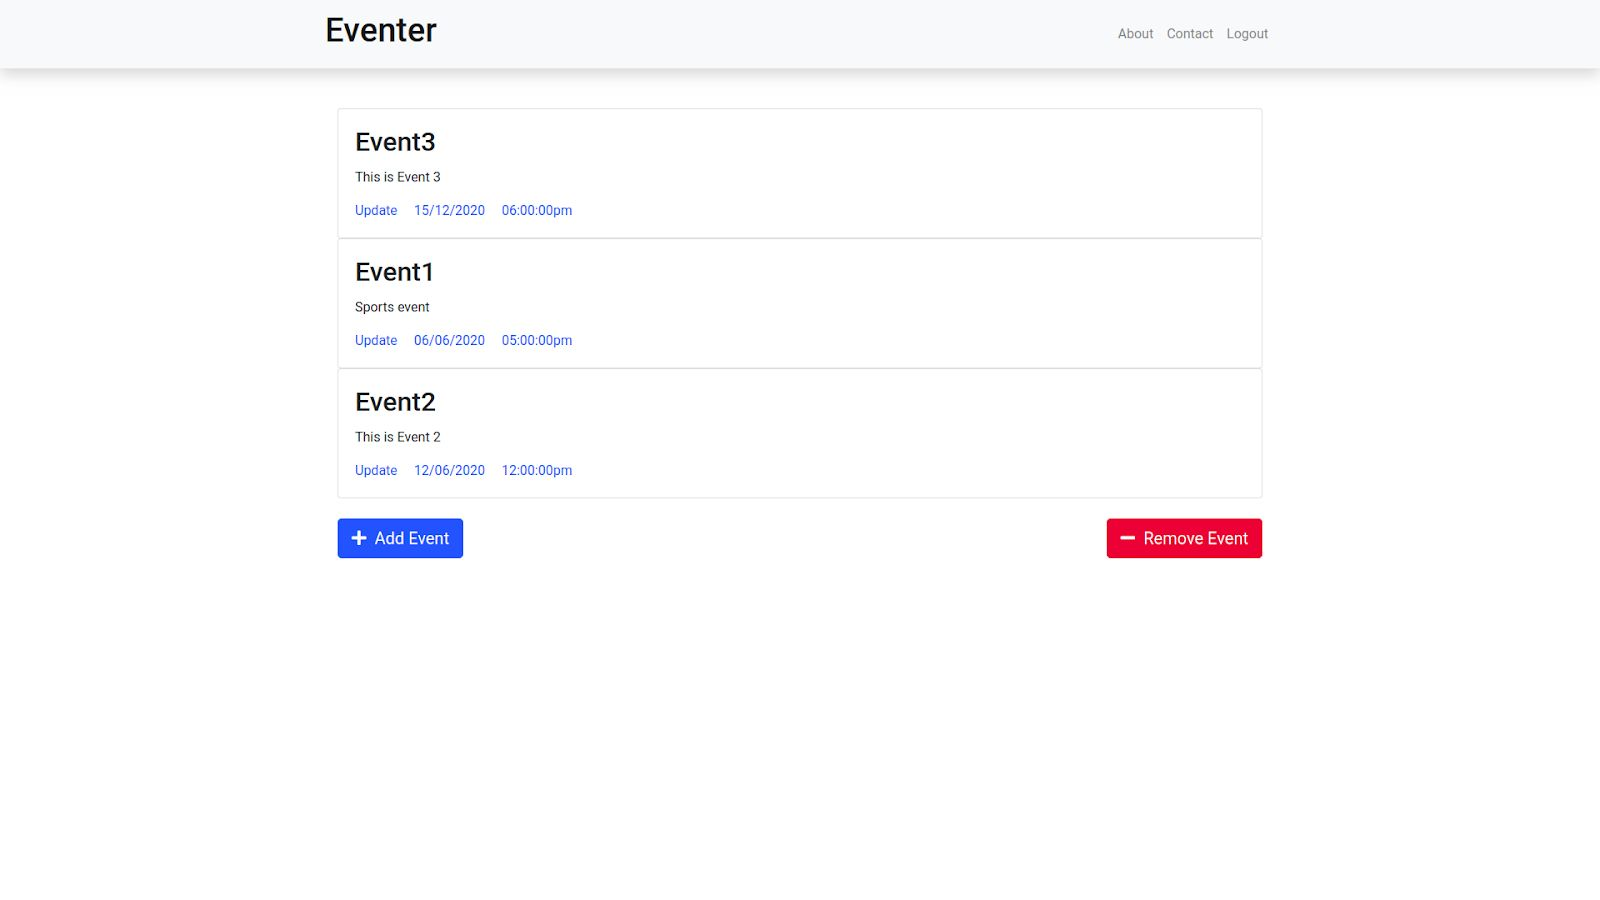 Eventer
About Contact Logout
Event3
This is Event 3
Update 15/12/2020 06:00:00pm
Event1
Sports event
Update 06/06/2020 05:00:00pm
Event2
This is Event 2
Update 12/06/2020 12:00:00pm
Add Event
Remove Event